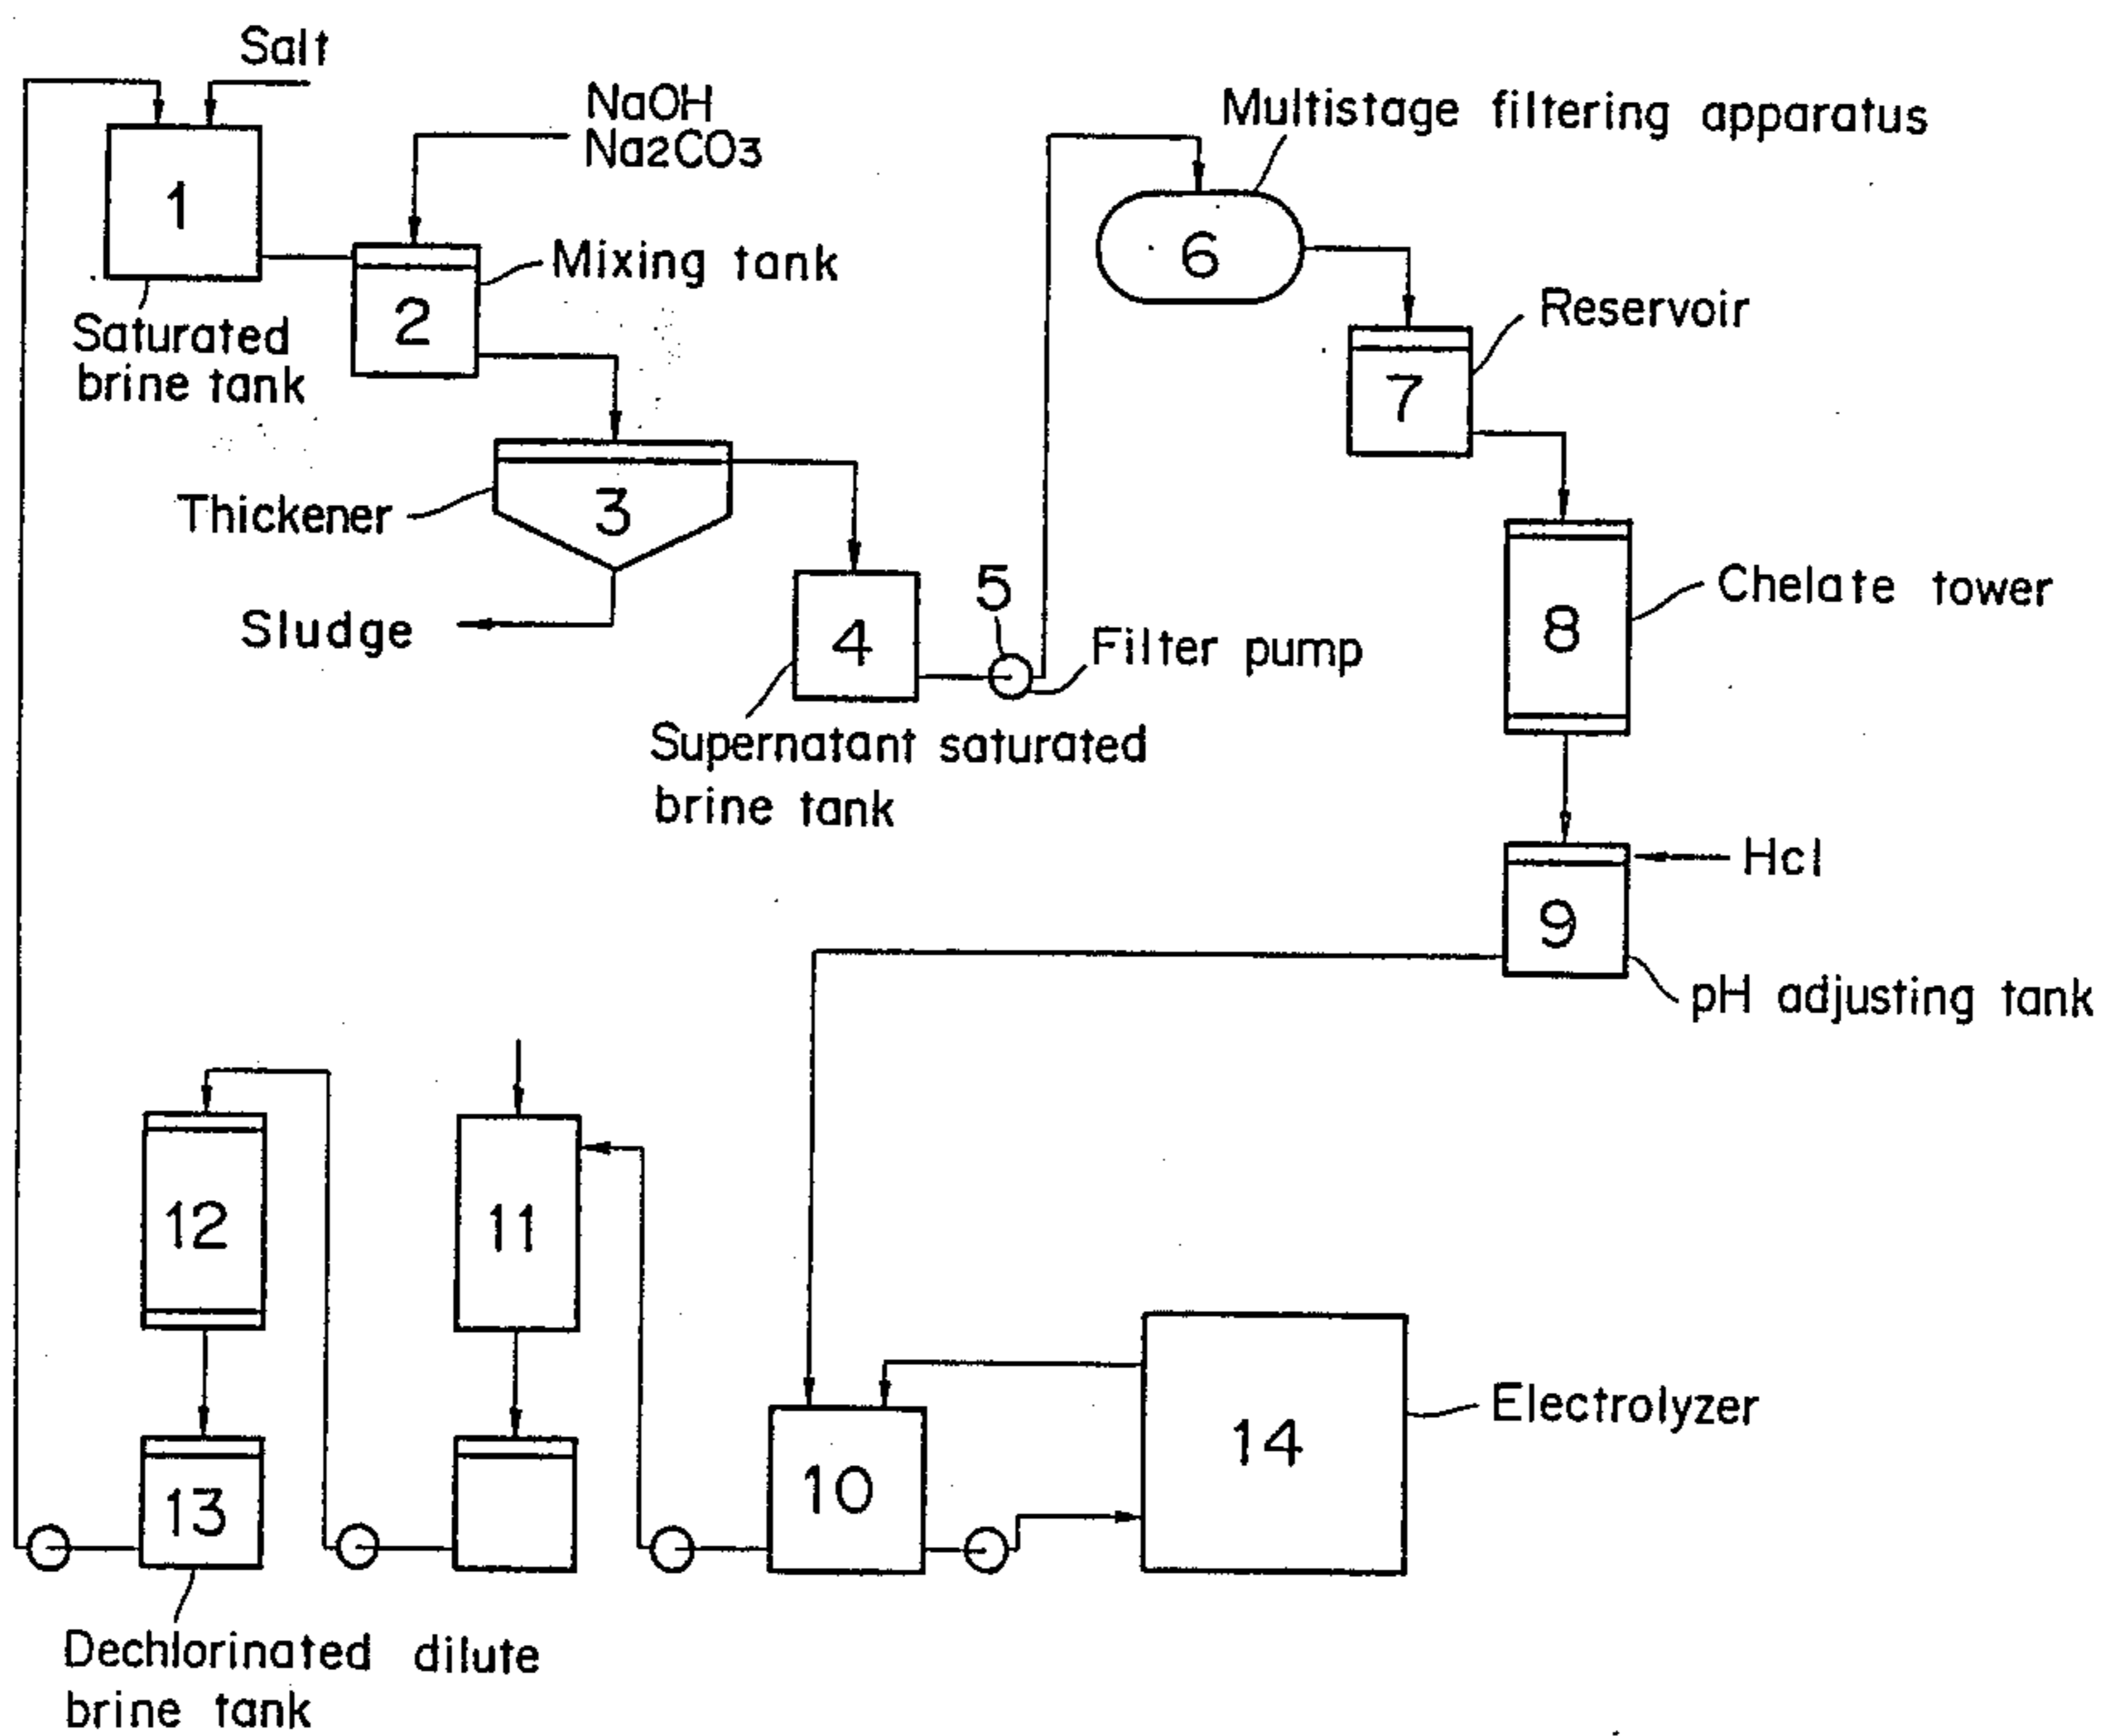 Salt
NaOH
Na2CO3
Multistage filtering apparatus
1
6
Mixing tank
Reservoir
2
Saturated
brine tank
7
Thickener
3
5
Chelate tower
Sludge
4
Filter pump
8
Supernatant saturated
brine tank
Hcl
9
pH adjusting tank
12
11
Electrolyzer
14
10
13
Dechlorinated dilute
brine tank